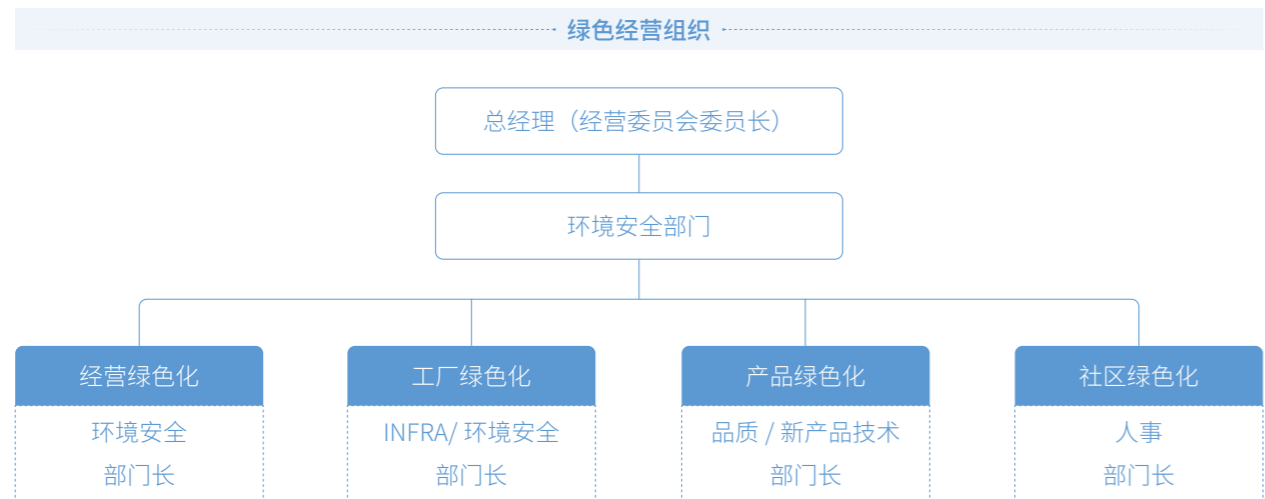 绿色经营组织
总经理（经营委员会委员长）
环境安全部门
经营绿色化
环境安全
部门长
工厂绿色化
INFRA/ 环境安全
部门长
产品绿色化
品质 / 新产品技术
部门长
社区绿色化
人事
部门长